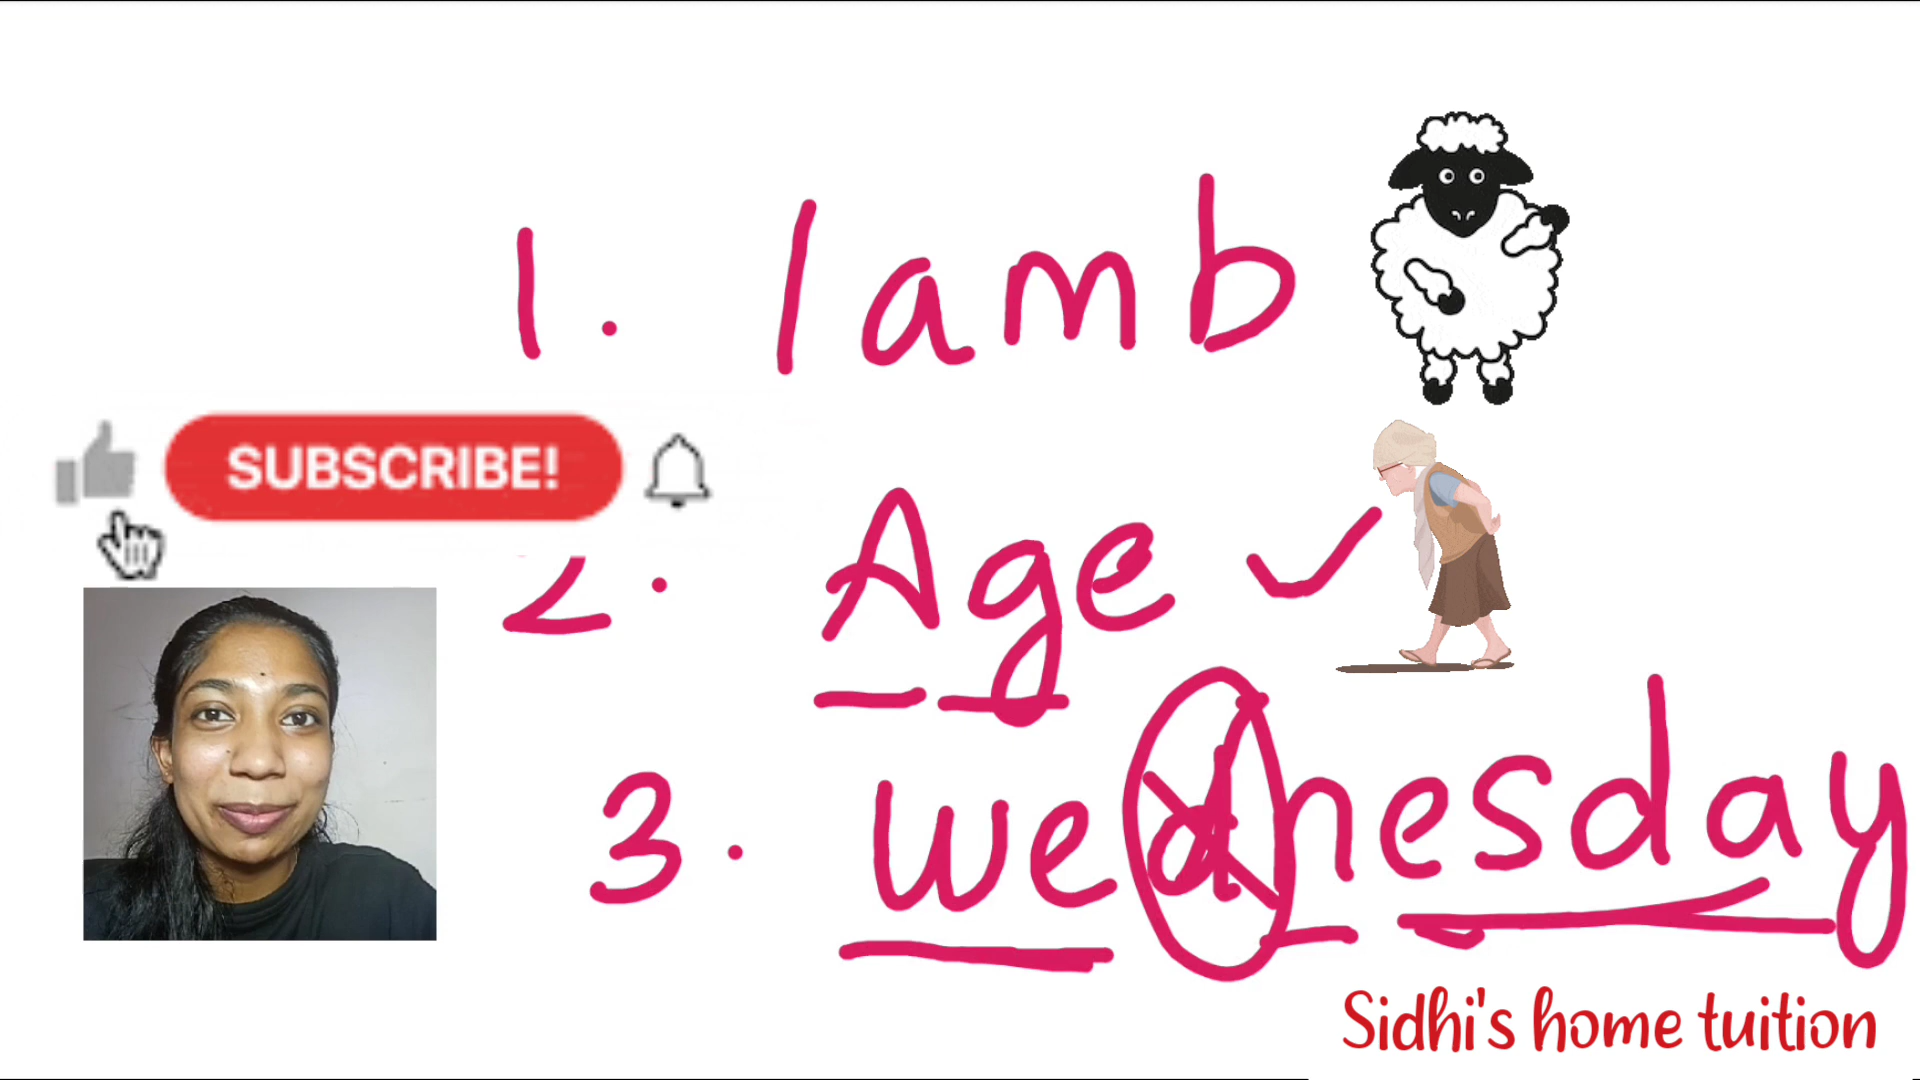 1. lamb
SUBSCRIBE!
2. Age
3. Wednesday
Sidhi's home tuition